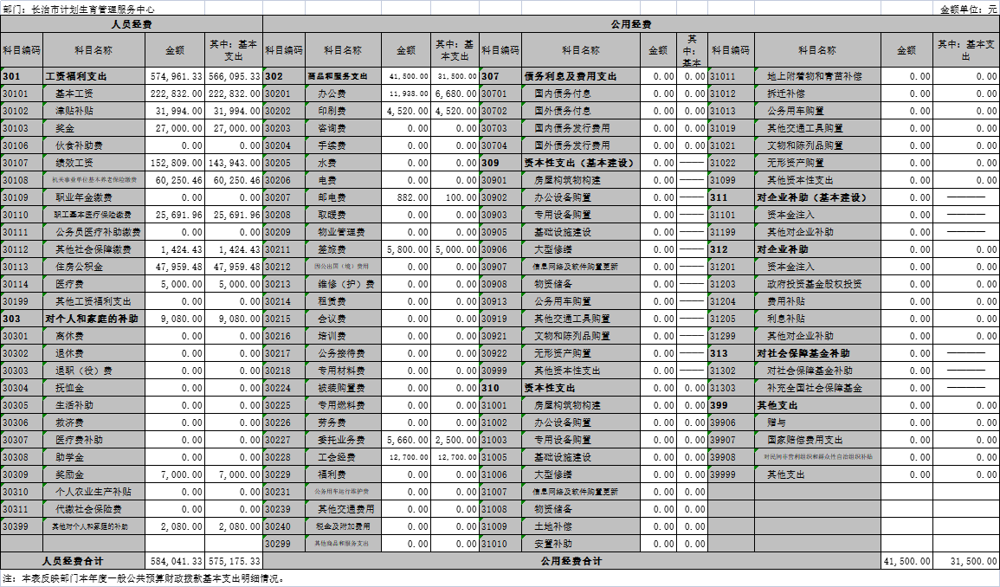 部门：长治市计划生育管理服务中心 金额单位：元
人员经费 公用经费
科目编码 科目名称 金额 其中：基本支出 科目编码 科目名称 金额 其中：基本支出 科目编码 科目名称 金额 其中：基本 科目编码 科目名称 金额 其中：基本支出
301 工资福利支出 574,961.33 566,095.33 302 商品和服务支出 41,500.00 31,500.00 307 债务利息及费用支出 0.00 0.00 31011 地上附着物和青苗补偿 0.00 0.00
30101 基本工资 222,832.00 222,832.00 30201 办公费 11,938.00 6,680.00 30701 国内债务付息 0.00 0.00 31012 拆迁补偿 0.00 0.00
30102 津贴补贴 31,994.00 31,994.00 30202 印刷费 4,520.00 4,520.00 30702 国外债务付息 0.00 0.00 31013 公务用车购置 0.00 0.00
30103 奖金 27,000.00 27,000.00 30203 咨询费 0.00 0.00 30703 国内债务发行费用 0.00 0.00 31019 其他交通工具购置 0.00 0.00
30106 伙食补助费 0.00 0.00 30204 手续费 0.00 0.00 30704 国外债务发行费用 0.00 0.00 31021 文物和陈列品购置 0.00 0.00
30107 绩效工资 152,809.00 143,943.00 30205 水费 0.00 0.00 309 资本性支出（基本建设） 0.00 ——— 31022 无形资产购置 0.00 0.00
30108 机关事业单位基本养老保险缴费 60,250.46 60,250.46 30206 电费 0.00 0.00 30901 房屋构筑物构建 0.00 ——— 31099 其他资本性支出 0.00 0.00
30109 职业年金缴费 0.00 0.00 30207 邮电费 882.00 100.00 30902 办公设备购置 0.00 ——— 311 对企业补助（基本建设） 0.00 ———
30110 职工基本医疗保险缴费 25,691.96 25,691.96 30208 取暖费 0.00 0.00 30903 专用设备购置 0.00 ——— 31101 资本金注入 0.00 ———
30111 公务员医疗补助缴费 0.00 0.00 30209 物业管理费 0.00 0.00 30905 基础设施建设 0.00 ——— 31199 其他对企业补助 0.00 ———
30112 其他社会保障缴费 1,424.43 1,424.43 30211 差旅费 5,800.00 5,000.00 30906 大型修缮 0.00 ——— 312 对企业补助 0.00 0.00
30113 住房公积金 47,959.48 47,959.48 30212 因公出国（境）费用 0.00 0.00 30907 信息网络及软件购置更新 0.00 ——— 31201 资本金注入 0.00 0.00
30114 医疗费 5,000.00 5,000.00 30213 维修（护）费 0.00 0.00 30908 物资储备 0.00 ——— 31203 政府投资基金股权投资 0.00 0.00
30199 其他工资福利支出 0.00 0.00 30214 租赁费 0.00 0.00 30913 公务用车购置 0.00 ——— 31204 费用补贴 0.00 0.00
303 对个人和家庭的补助 9,080.00 9,080.00 30215 会议费 0.00 0.00 30919 其他交通工具购置 0.00 ——— 31205 利息补贴 0.00 0.00
30301 离休费 0.00 0.00 30216 培训费 0.00 0.00 30921 文物和陈列品购置 0.00 ——— 31299 其他对企业补助 0.00 0.00
30302 退休费 0.00 0.00 30217 公务接待费 0.00 0.00 30922 无形资产购置 0.00 ——— 313 对社会保障基金补助 0.00 ———
30303 退职（役）费 0.00 0.00 30218 专用材料费 0.00 0.00 30999 其他资本性支出 0.00 ——— 31302 对社会保障基金补助 0.00 ———
30304 抚恤金 0.00 0.00 30224 被装购置费 0.00 0.00 310 资本性支出 0.00 0.00 31303 补充全国社会保障基金 0.00 ———
30305 生活补助 0.00 0.00 30225 专用燃料费 0.00 0.00 31001 房屋构筑物构建 0.00 0.00 399 其他支出 0.00 0.00
30306 救济费 0.00 0.00 30226 劳务费 0.00 0.00 31002 办公设备购置 0.00 0.00 39906 赠与 0.00 0.00
30307 医疗费补助 0.00 0.00 30227 委托业务费 5,660.00 2,500.00 31003 专用设备购置 0.00 0.00 39907 国家赔偿费用支出 0.00 0.00
30308 助学金 0.00 0.00 30228 工会经费 12,700.00 12,700.00 31005 基础设施建设 0.00 0.00 39908 对民间非营利组织和群众性自治组织补贴 0.00 0.00
30309 奖励金 7,000.00 7,000.00 30229 福利费 0.00 0.00 31006 大型修缮 0.00 0.00 39999 其他支出 0.00 0.00
30310 个人农业生产补贴 0.00 0.00 30231 公务用车运行维护费 0.00 0.00 31007 信息网络及软件购置更新 0.00 0.00
30311 代缴社会保险费 0.00 0.00 30239 其他交通费用 0.00 0.00 31008 物资储备 0.00 0.00
30399 其他对个人和家庭的补助 2,080.00 2,080.00 30240 税金及附加费用 0.00 0.00 31009 土地补偿 0.00 0.00
30299 其他商品和服务支出 0.00 0.00 31010 安置补助 0.00 0.00
人员经费合计 584,041.33 575,175.33 公用经费合计 41,500.00 31,500.00
注：本表反映部门本年度一般公共预算财政拨款基本支出明细情况。